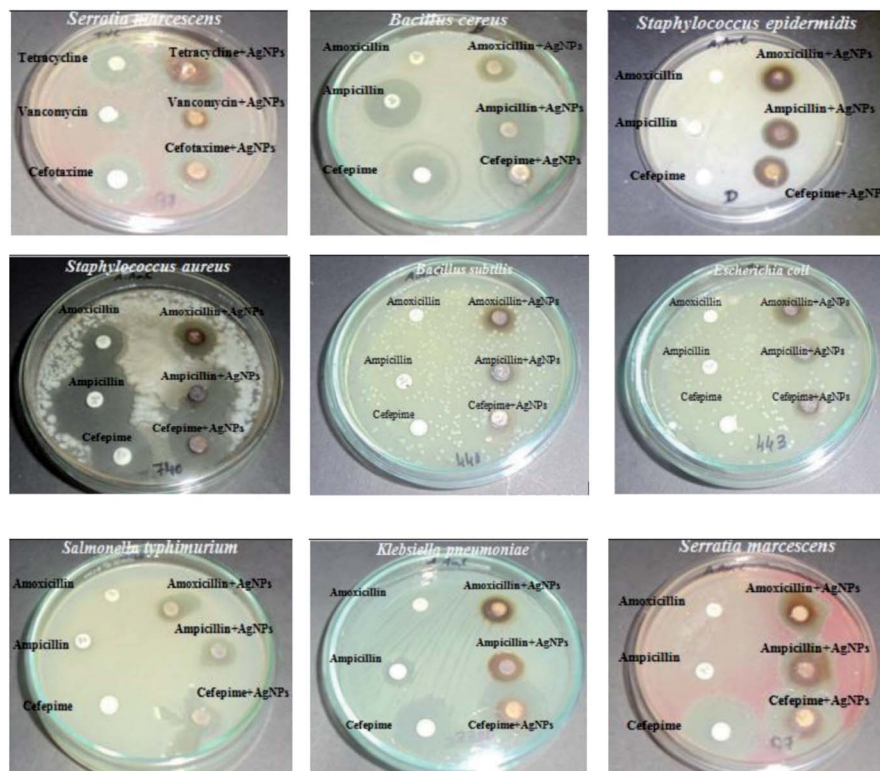 Serratia marcescens
Tetracycline
Tetracycline+AgNPs
Vancomycin
Vancomycin+AgNPs
Cefotaxime
Cefotaxime+AgNPs
Bacillus cereus
Amoxicillin
Amoxicillin+AgNPs
Ampicillin
Ampicillin+AgNPs
Cefepime
Cefepime+AgNPs
Staphylococcus epidermidis
Amoxicillin
Amoxicillin+AgNPs
Ampicillin
Ampicillin+AgNPs
Cefepime
Cefepime+AgNP
D
Staphylococcus aureus
Amoxicillin
Amoxicillin+AgNPs
Ampicillin
Ampicillin+AgNPs
Cefepime
Cefepime+AgNPs
740
Bacillus subtilis
Amoxicillin
Amoxicillin+AgNPs
Ampicillin
Ampicillin+AgNPs
Cefepime
Cefepime+AgNPs
Escherichia coli
Amoxicillin
Amoxicillin+AgNPs
Ampicillin
Ampicillin+AgNPs
Cefepime
Cefepime+AgNPs
443
Salmonella typhimurium
Amoxicillin
Amoxicillin+AgNPs
Ampicillin
Ampicillin+AgNPs
Cefepime
Cefepime+AgNPs
Klebsiella pneumoniae
Amoxicillin
Amoxicillin+AgNPs
Ampicillin
Ampicillin+AgNPs
Cefepime
Cefepime+AgNPs
Serratia marcescens
Amoxicillin
Amoxicillin+AgNPs
Ampicillin
Ampicillin+AgNPs
Cefepime
Cefepime+AgNPs